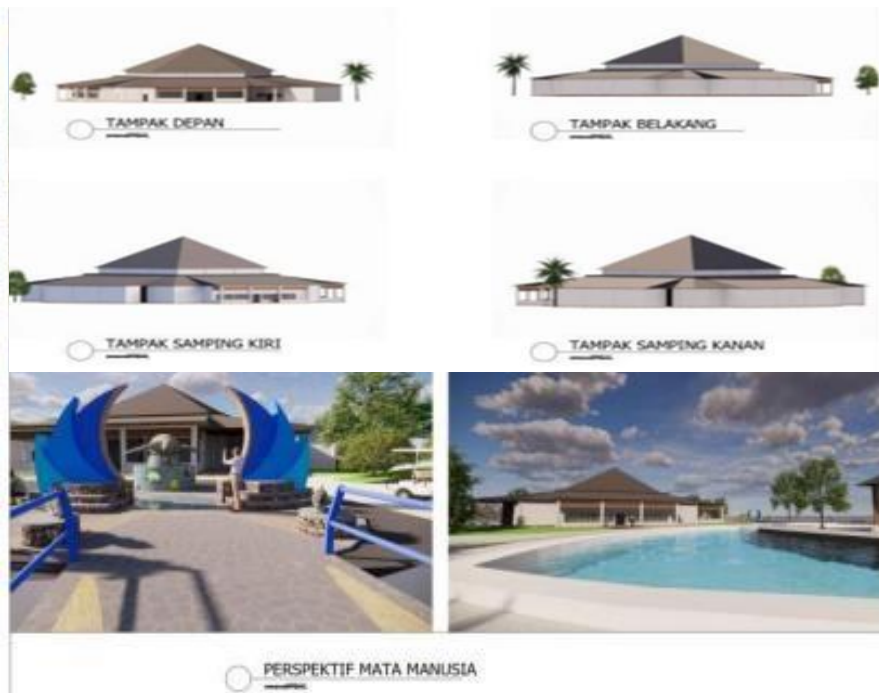 TAMPAK DEPAN
TAMPAK BELAKANG
TAMPAK SAMPING KIRI
TAMPAK SAMPING KANAN
PERSPEKTIF MATA MANUSIA